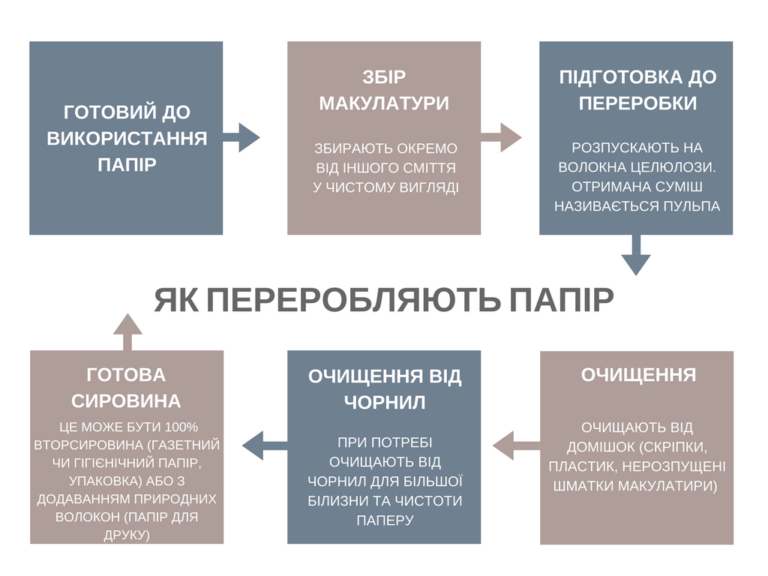 ГОТОВИЙ ДО
ВИКОРИСТАННЯ
ПАПІР
ЗБІР
МАКУЛАТУРИ
ЗБИРАЮТЬ ОКРЕМО
ВІД ІНШОГО СМІТТЯ
У ЧИСТОМУ ВИГЛЯДІ
ПІДГОТОВКА ДО
ПЕРЕРОБКИ
РОЗПУСКАЮТЬ НА
ВОЛОКНА ЦЕЛЮЛОЗИ.
ОТРИМАНА СУМІШ
НАЗИВАЄТЬСЯ ПУЛЬПА
ЯК ПЕРЕРОБЛЯЮТЬ ПАПІР
ГОТОВА
СИРОВИНА
ЦЕ МОЖЕ БУТИ 100%
ВТОРСИРОВИНА (ГАЗЕТНИЙ
ЧИ ГІГІЄНІЧНИЙ ПАПІР,
УПАКОВКА) АБО З
ДОДАВАННЯМ ПРИРОДНИХ
ВОЛОКОН (ПАПІР ДЛЯ
ДРУКУ)
ОЧИЩЕННЯ ВІД
ЧОРНИЛ
ПРИ ПОТРЕБІ
ОЧИЩАЮТЬ ВІД
ЧОРНИЛ ДЛЯ БІЛЬШОЇ
БІЛИЗНИ ТА ЧИСТОТИ
ПАПЕРУ
ОЧИЩЕННЯ
ОЧИЩАЮТЬ ВІД
ДОМІШОК (СКРІПКИ,
ПЛАСТИК, НЕРОЗПУЩЕНІ
ШМАТКИ МАКУЛАТИРИ)